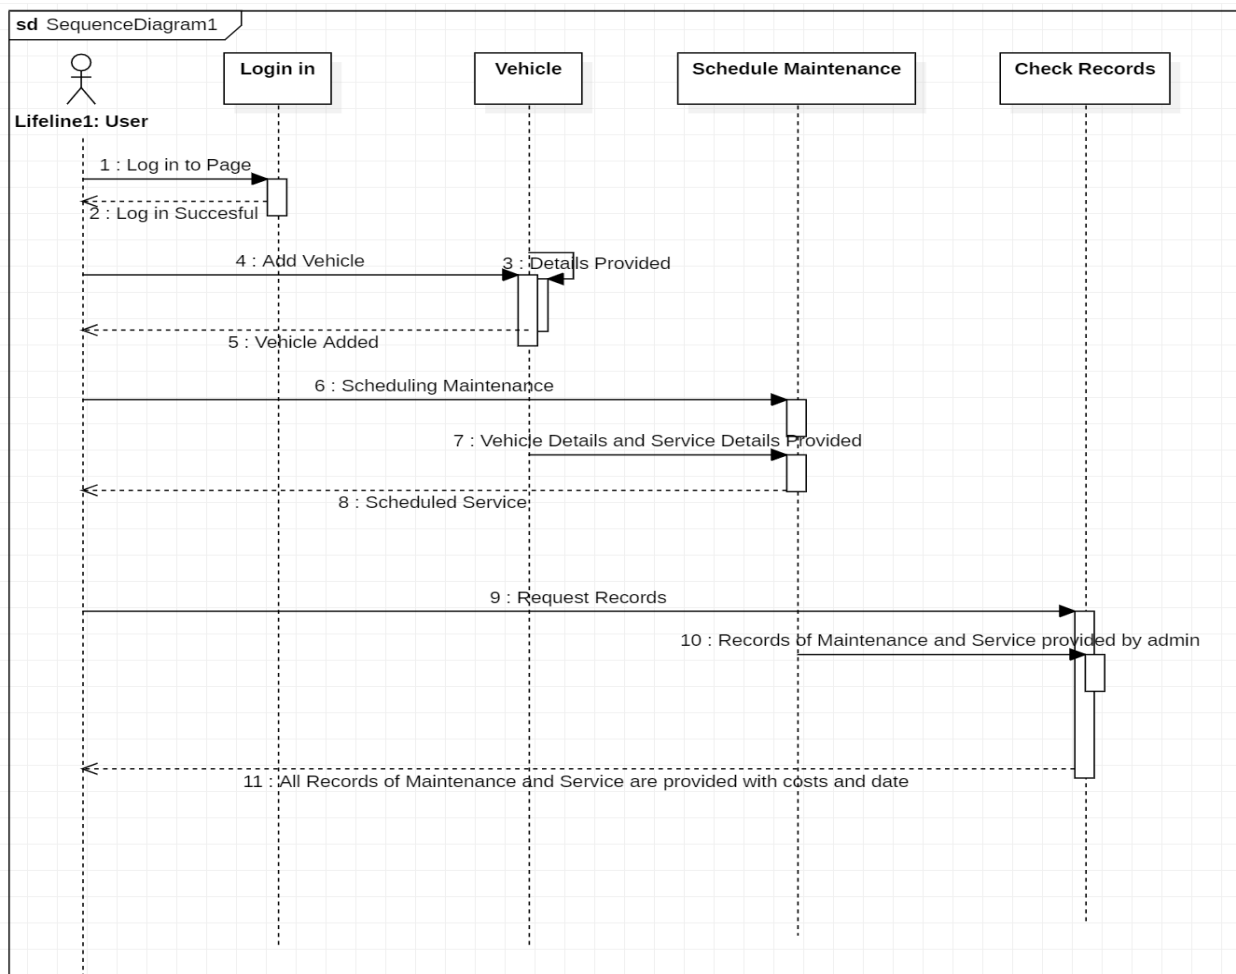 sd SequenceDiagram1
Login in
Vehicle
Schedule Maintenance
Check Records
Lifeline1: User
1 : Log in to Page
2 : Log in Succesful
4 : Add Vehicle
3 : Details Provided
5 : Vehicle Added
6 : Scheduling Maintenance
7 : Vehicle Details and Service Details Provided
8 : Scheduled Service
9 : Request Records
10 : Records of Maintenance and Service provided by admin
11 : All Records of Maintenance and Service are provided with costs and date